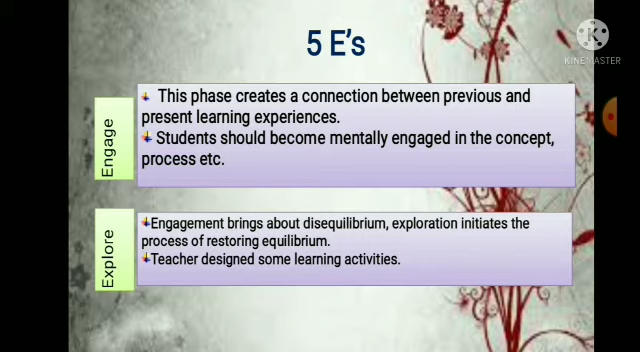 5 E's
KINEMASTER
Engage
This phase creates a connection between previous and
present learning experiences.
Students should become mentally engaged in the concept,
process etc.
Explore
Engagement brings about disequilibrium, exploration initiates the
process of restoring equilibrium.
Teacher designed some learning activities.